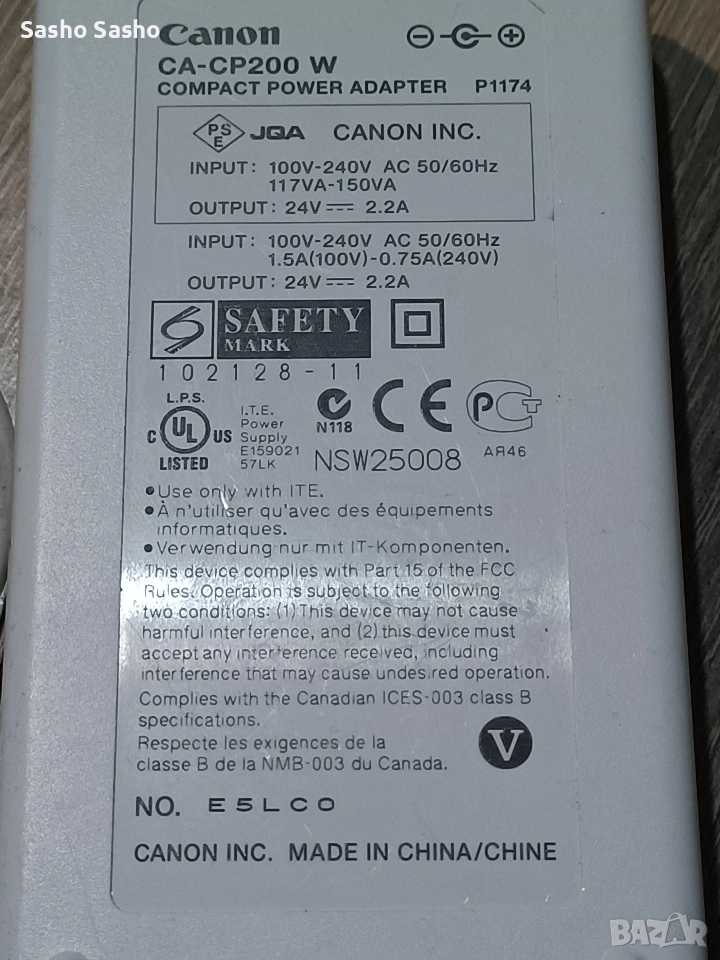 Sasho Sasho
Canon
CA-CP200 W
COMPACT POWER ADAPTER P1174
PSE JQA CANON INC.
INPUT: 100V-240V AC 50/60Hz
117VA-150VA
OUTPUT: 24V⎓ 2.2A
INPUT: 100V-240V AC 50/60Hz
1.5A(100V)-0.75A(240V)
OUTPUT: 24V⎓ 2.2A
SAFETY
MARK
102128-11
L.P.S.
C UL US
LISTED
I.T.E.
Power
Supply
E159021
57LK
N118
CE
РСТ
NSW25008
АЯ46
•Use only with ITE.
•À n'utiliser qu'avec des équipements
informatiques.
•Verwendung nur mit IT-Komponenten.
This device complies with Part 15 of the FCC
Rules. Operation is subject to the following
two conditions: (1)This device may not cause
harmful interference, and (2) this device must
accept any interference received, including
interference that may cause undesired operation.
Complies with the Canadian ICES-003 class B
specifications.
Respecte les exigences de la
classe B de la NMB-003 du Canada.
V
NO. E5LCO
CANON INC. MADE IN CHINA/CHINE
BAZAR